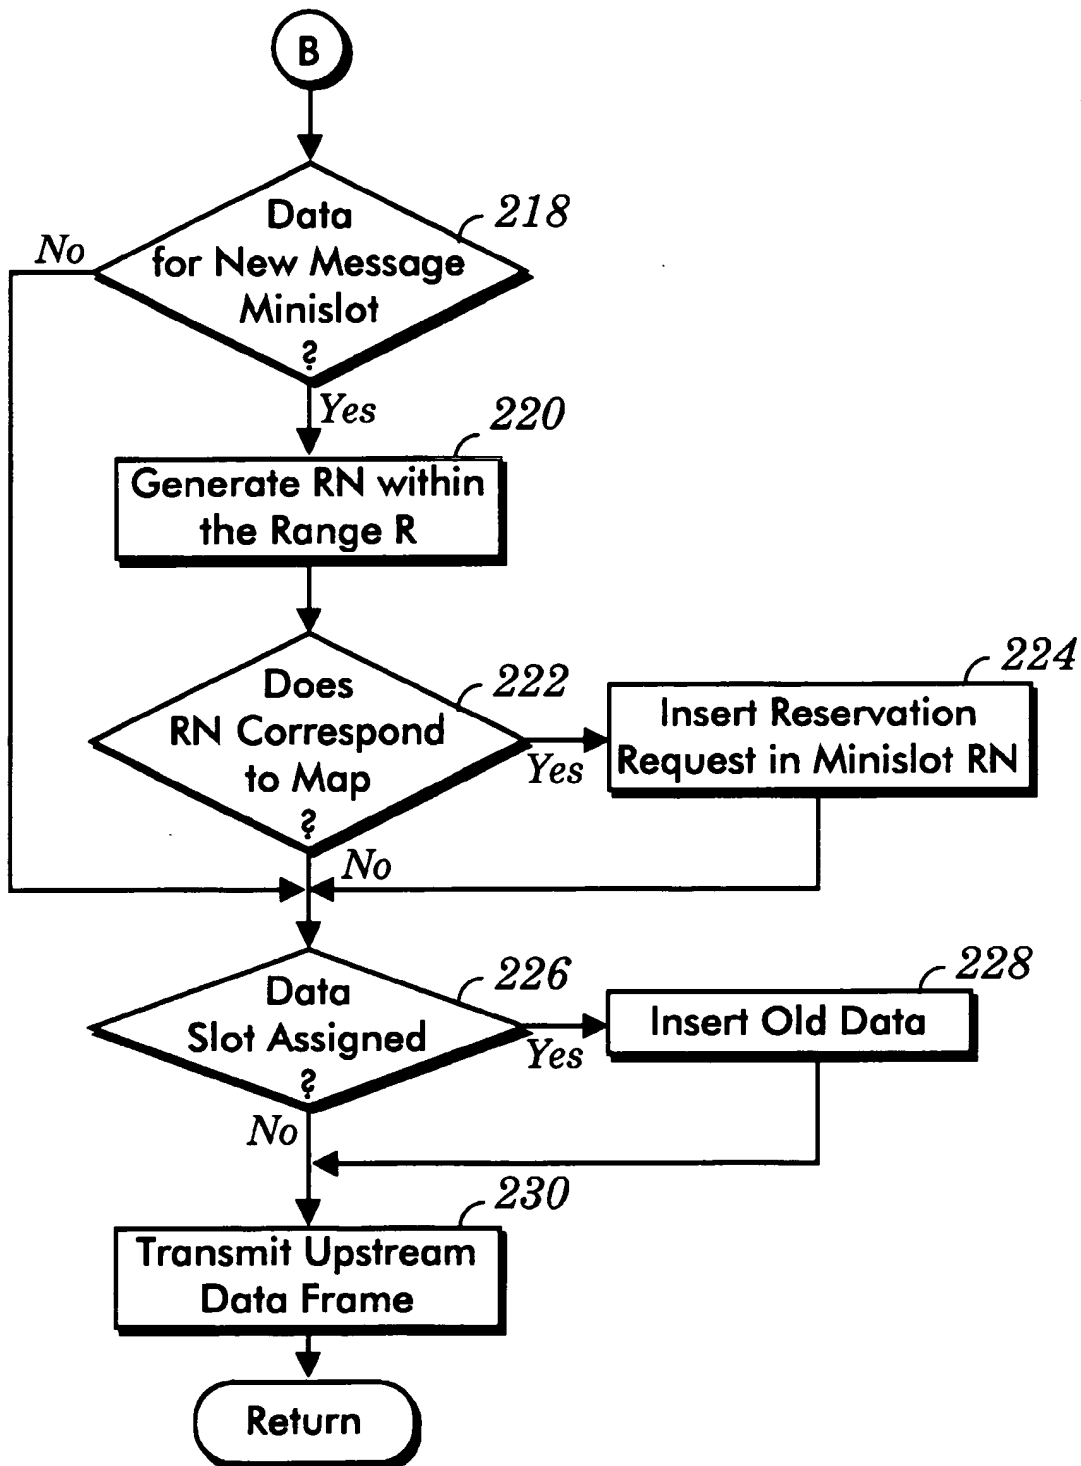 B
Data
for New Message
Minislot
?
218
No
Yes
220
Generate RN within
the Range R
Does
RN Correspond
to Map
?
222
Yes
224
Insert Reservation
Request in Minislot RN
No
Data
Slot Assigned
?
226
Yes
228
Insert Old Data
No
230
Transmit Upstream
Data Frame
Return